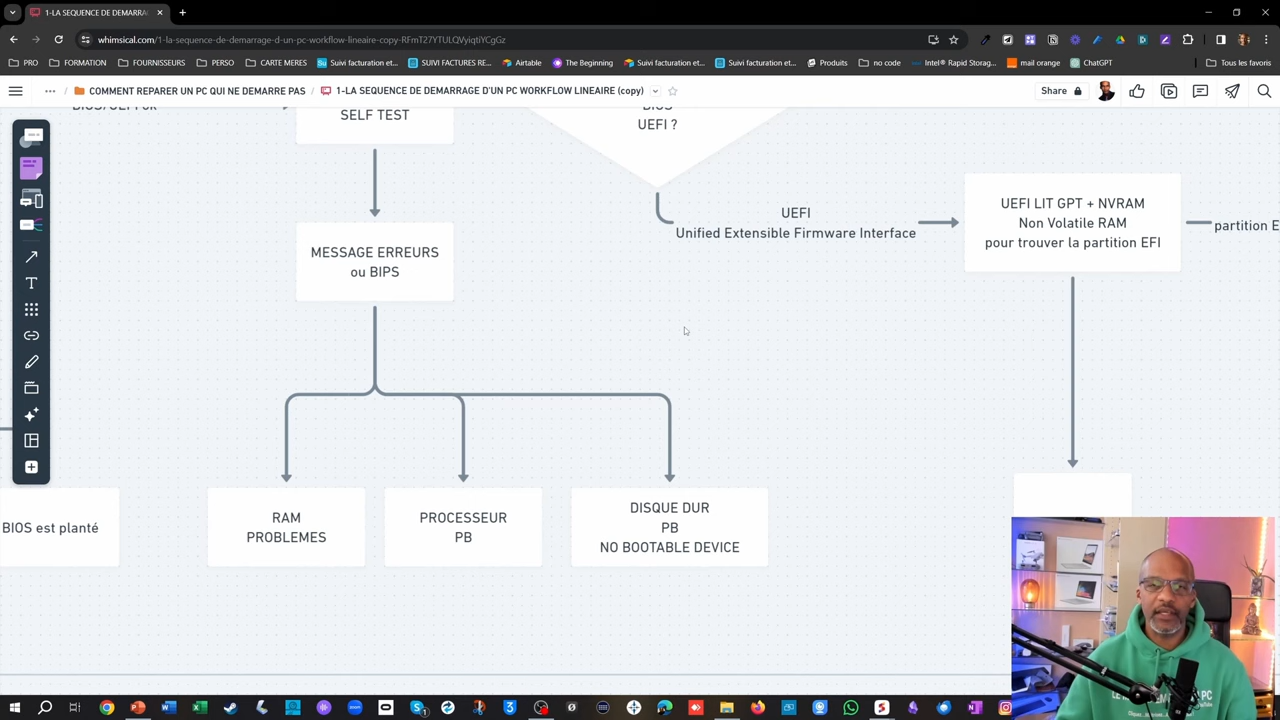 1-LA SEQUENCE DE DEMARRA
whimsical.com/1-la-sequence-de-demarrage-d-un-pc-workflow-lineaire-copy-RFmT27YTULQVyiqtiYCgGz
PRO
FORMATION
FOURNISSEURS
PERSO
CARTE MERES
Suivi facturation et...
SUIVI FACTURES RE...
Airtable
The Beginning
Suivi facturation et...
Suivi facturation et...
Produits
no code
Intel® Rapid Storag...
mail orange
ChatGPT
Tous les favoris
COMMENT REPARER UN PC QUI NE DEMARRE PAS / 1-LA SEQUENCE DE DEMARRAGE D'UN PC WORKFLOW LINEAIRE (copy)
Share
SELF TEST
BIOS
UEFI ?
UEFI
Unified Extensible Firmware Interface
UEFI LIT GPT + NVRAM
Non Volatile RAM
pour trouver la partition EFI
partition E
MESSAGE ERREURS
ou BIPS
BIOS est planté
RAM
PROBLEMES
PROCESSEUR
PB
DISQUE DUR
PB
NO BOOTABLE DEVICE